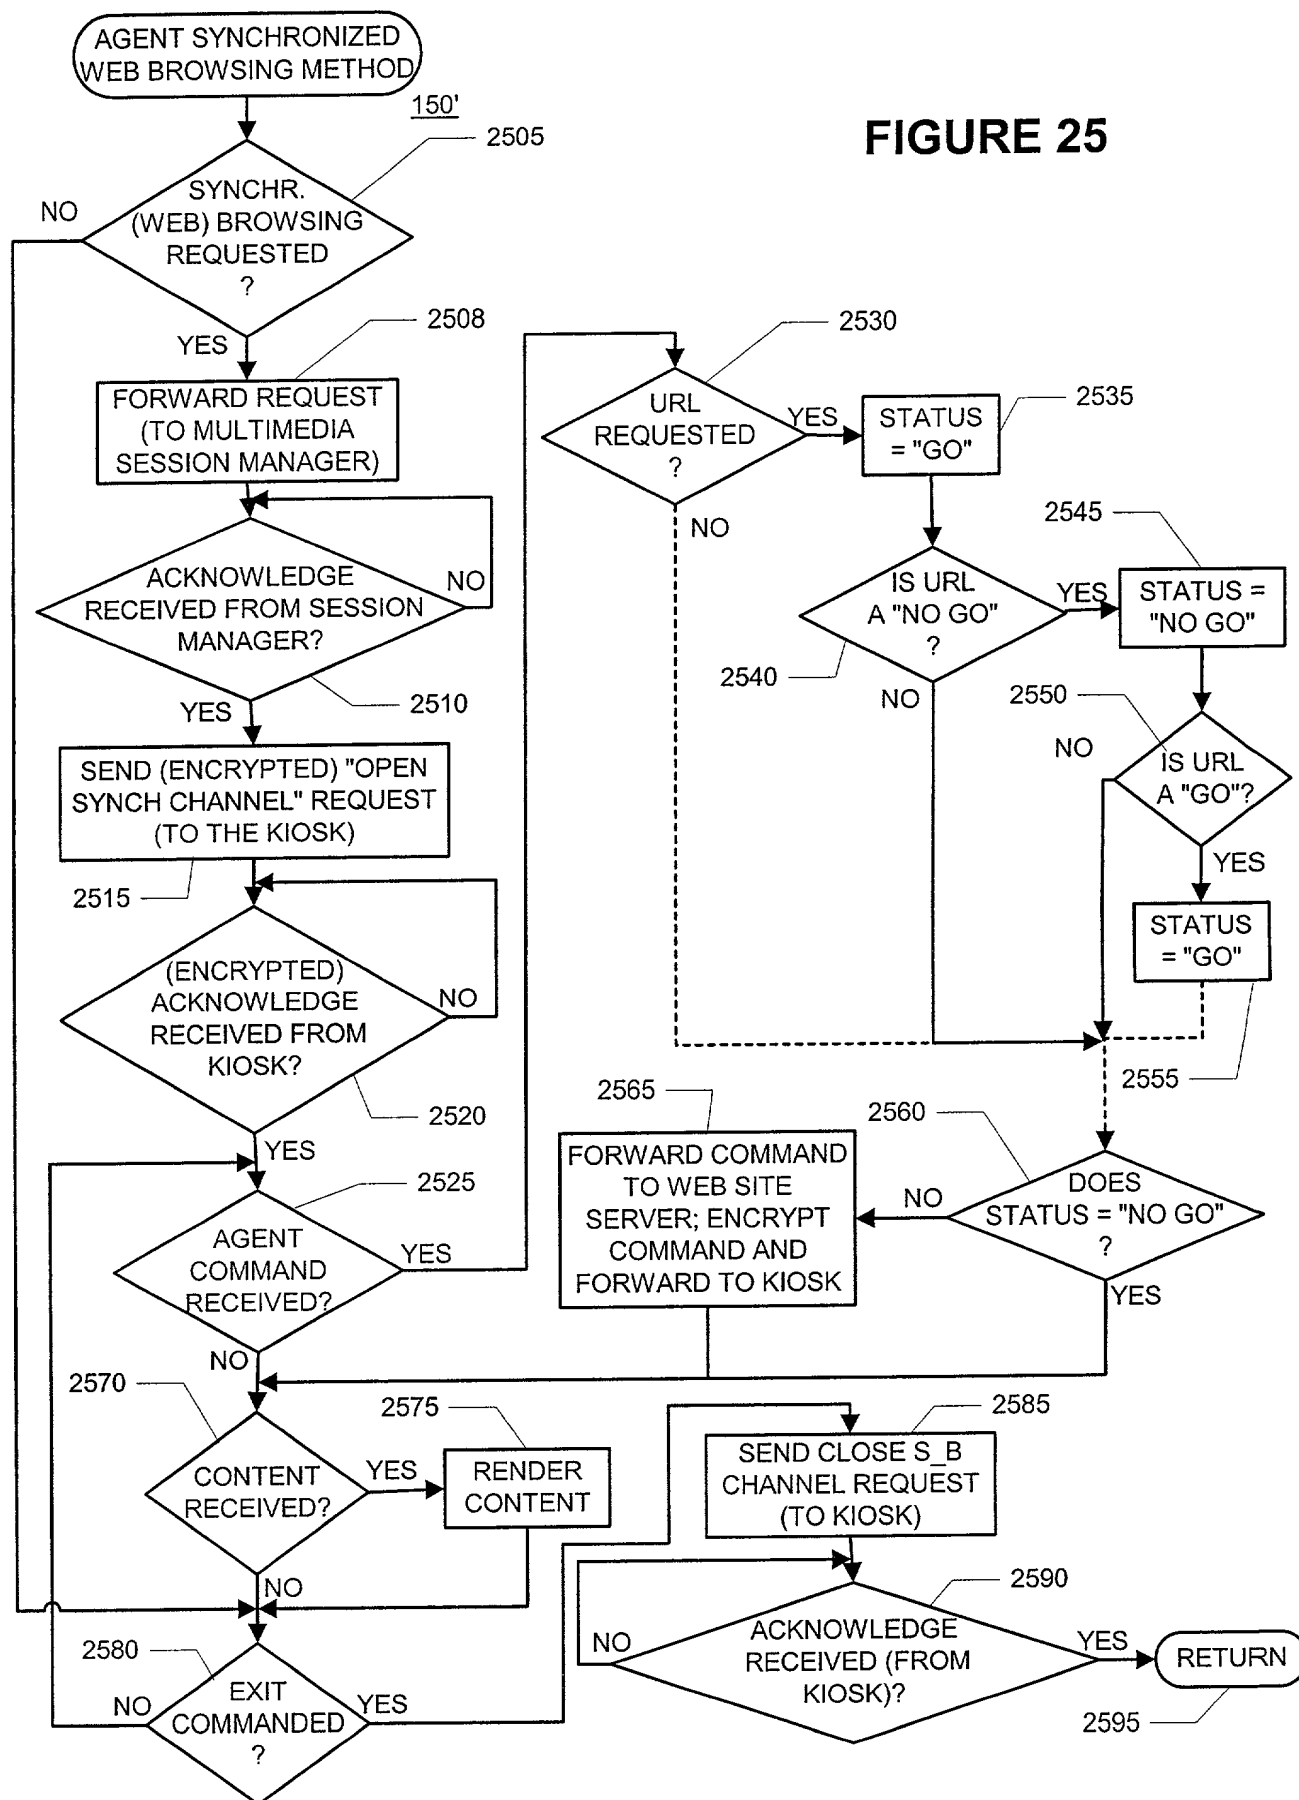 AGENT SYNCHRONIZED
WEB BROWSING METHOD
150'
FIGURE 25
2505
SYNCHR.
(WEB) BROWSING
REQUESTED
?
NO
YES
2508
FORWARD REQUEST
(TO MULTIMEDIA
SESSION MANAGER)
ACKNOWLEDGE
RECEIVED FROM SESSION
MANAGER?
NO
YES
2510
SEND (ENCRYPTED) "OPEN
SYNCH CHANNEL" REQUEST
(TO THE KIOSK)
2515
(ENCRYPTED)
ACKNOWLEDGE
RECEIVED FROM
KIOSK?
NO
2520
YES
2525
AGENT
COMMAND
RECEIVED?
YES
NO
2530
URL
REQUESTED
?
YES
NO
STATUS
= "GO"
2535
IS URL
A "NO GO"
?
YES
2540
NO
2545
STATUS =
"NO GO"
2550
NO
IS URL
A "GO"?
YES
STATUS
= "GO"
2555
2560
DOES
STATUS = "NO GO"
?
NO
YES
2565
FORWARD COMMAND
TO WEB SITE
SERVER; ENCRYPT
COMMAND AND
FORWARD TO KIOSK
2570
CONTENT
RECEIVED?
YES
NO
2575
RENDER
CONTENT
2580
EXIT
COMMANDED
?
NO
YES
2585
SEND CLOSE S_B
CHANNEL REQUEST
(TO KIOSK)
2590
ACKNOWLEDGE
RECEIVED (FROM
KIOSK)?
NO
YES
RETURN
2595